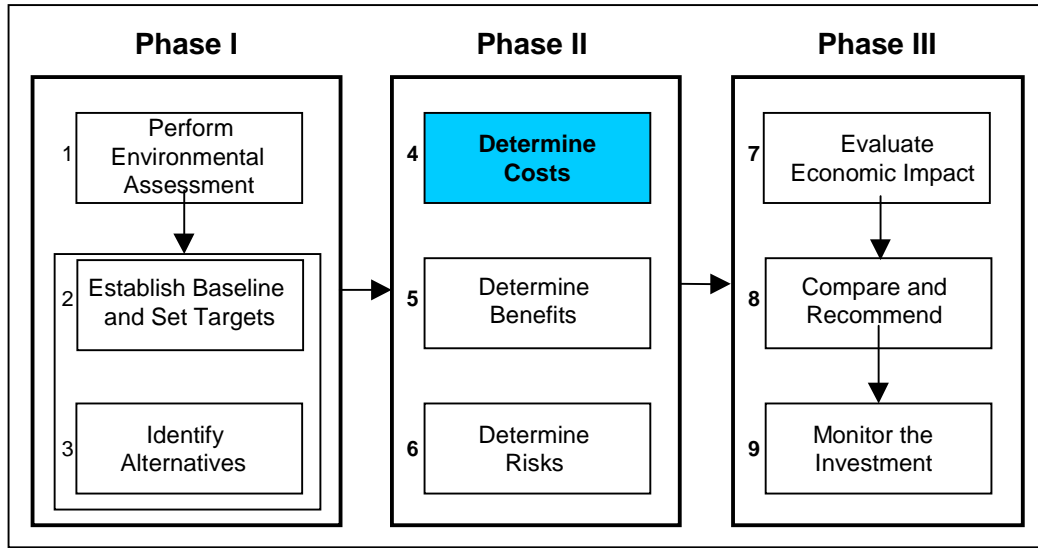 Phase I
Phase II
Phase III
1
Perform
Environmental
Assessment
2
Establish Baseline
and Set Targets
3
Identify
Alternatives
4
Determine
Costs
5
Determine
Benefits
6
Determine
Risks
7
Evaluate
Economic Impact
8
Compare and
Recommend
9
Monitor the
Investment